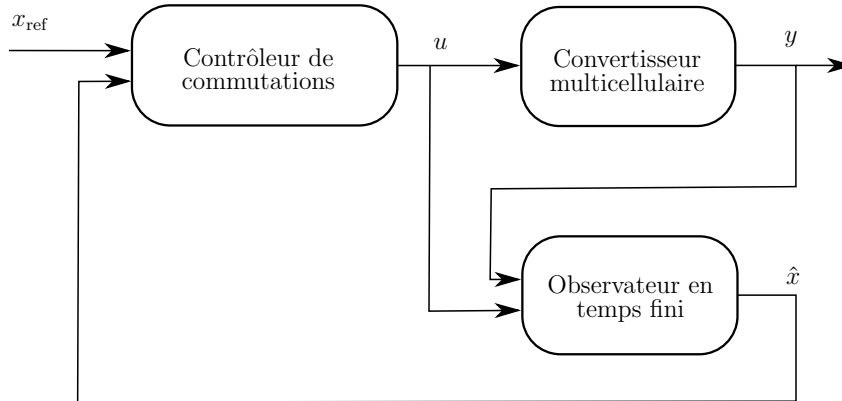 x_ref
Contrôleur de
commutations
u
Convertisseur
multicellulaire
y
Observateur en
temps fini
x̂